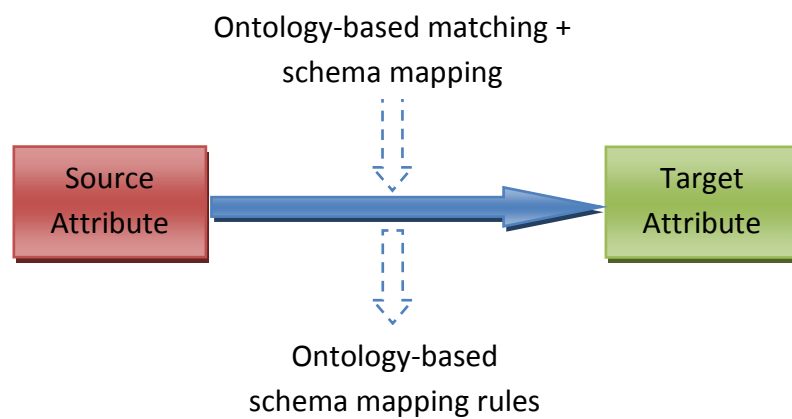 Ontology-based matching +
schema mapping
Source
Attribute
Target
Attribute
Ontology-based
schema mapping rules